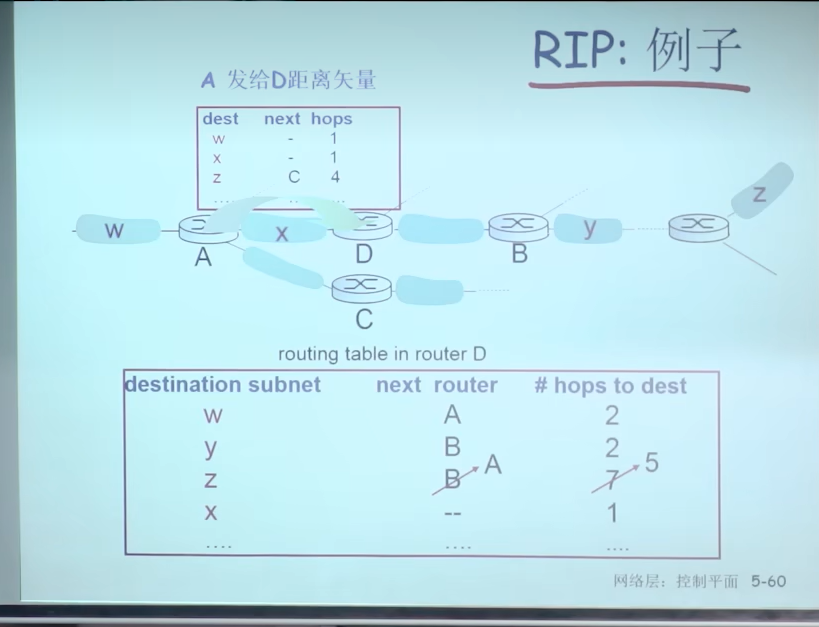 RIP: 例子
A 发给D距离矢量
dest next hops
w - 1
x - 1
z C 4
.... .. ...
w
x
y
z
A
D
B
C
routing table in router D
destination subnet next router # hops to dest
w A 2
y B 2
z B A 7 5
x -- 1
.... .... ....
网络层：控制平面 5-60